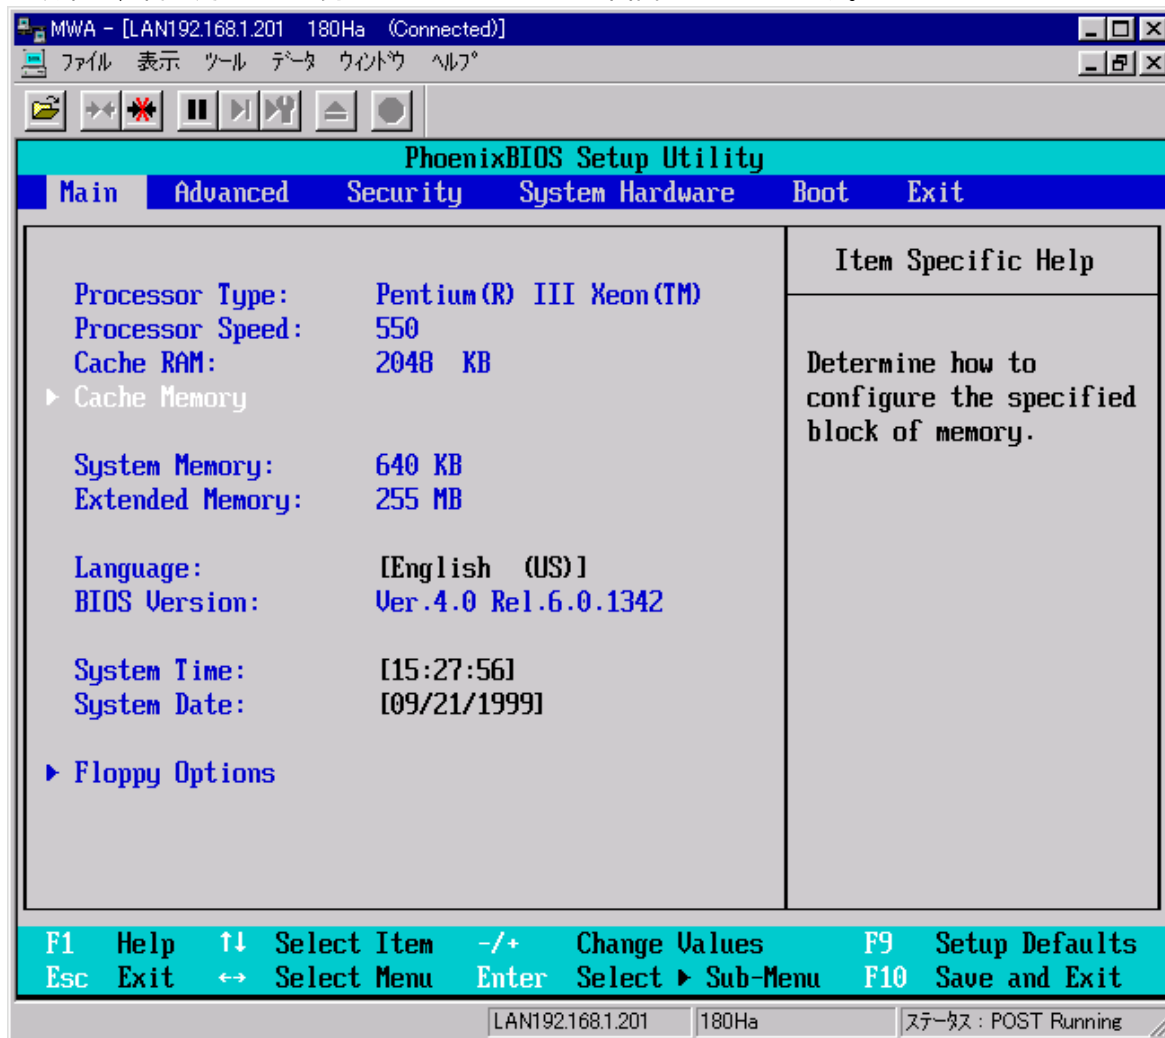 MWA - [LAN192.168.1.201 180Ha (Connected)]
ﾌｧｲﾙ 表示 ﾂｰﾙ ﾃﾞｰﾀ ｳｨﾝﾄﾞｳ ﾍﾙﾌﾟ
PhoenixBIOS Setup Utility
Main Advanced Security System Hardware Boot Exit
Item Specific Help
Processor Type: Pentium(R) III Xeon(TM)
Processor Speed: 550
Cache RAM: 2048 KB
▶ Cache Memory
System Memory: 640 KB
Extended Memory: 255 MB
Language: [English (US)]
BIOS Version: Ver.4.0 Rel.6.0.1342
System Time: [15:27:56]
System Date: [09/21/1999]
▶ Floppy Options
Determine how to
configure the specified
block of memory.
F1 Help ↑↓ Select Item -/+ Change Values F9 Setup Defaults
Esc Exit ↔ Select Menu Enter Select ▶ Sub-Menu F10 Save and Exit
LAN192.168.1.201 180Ha ｽﾃｰﾀｽ : POST Running